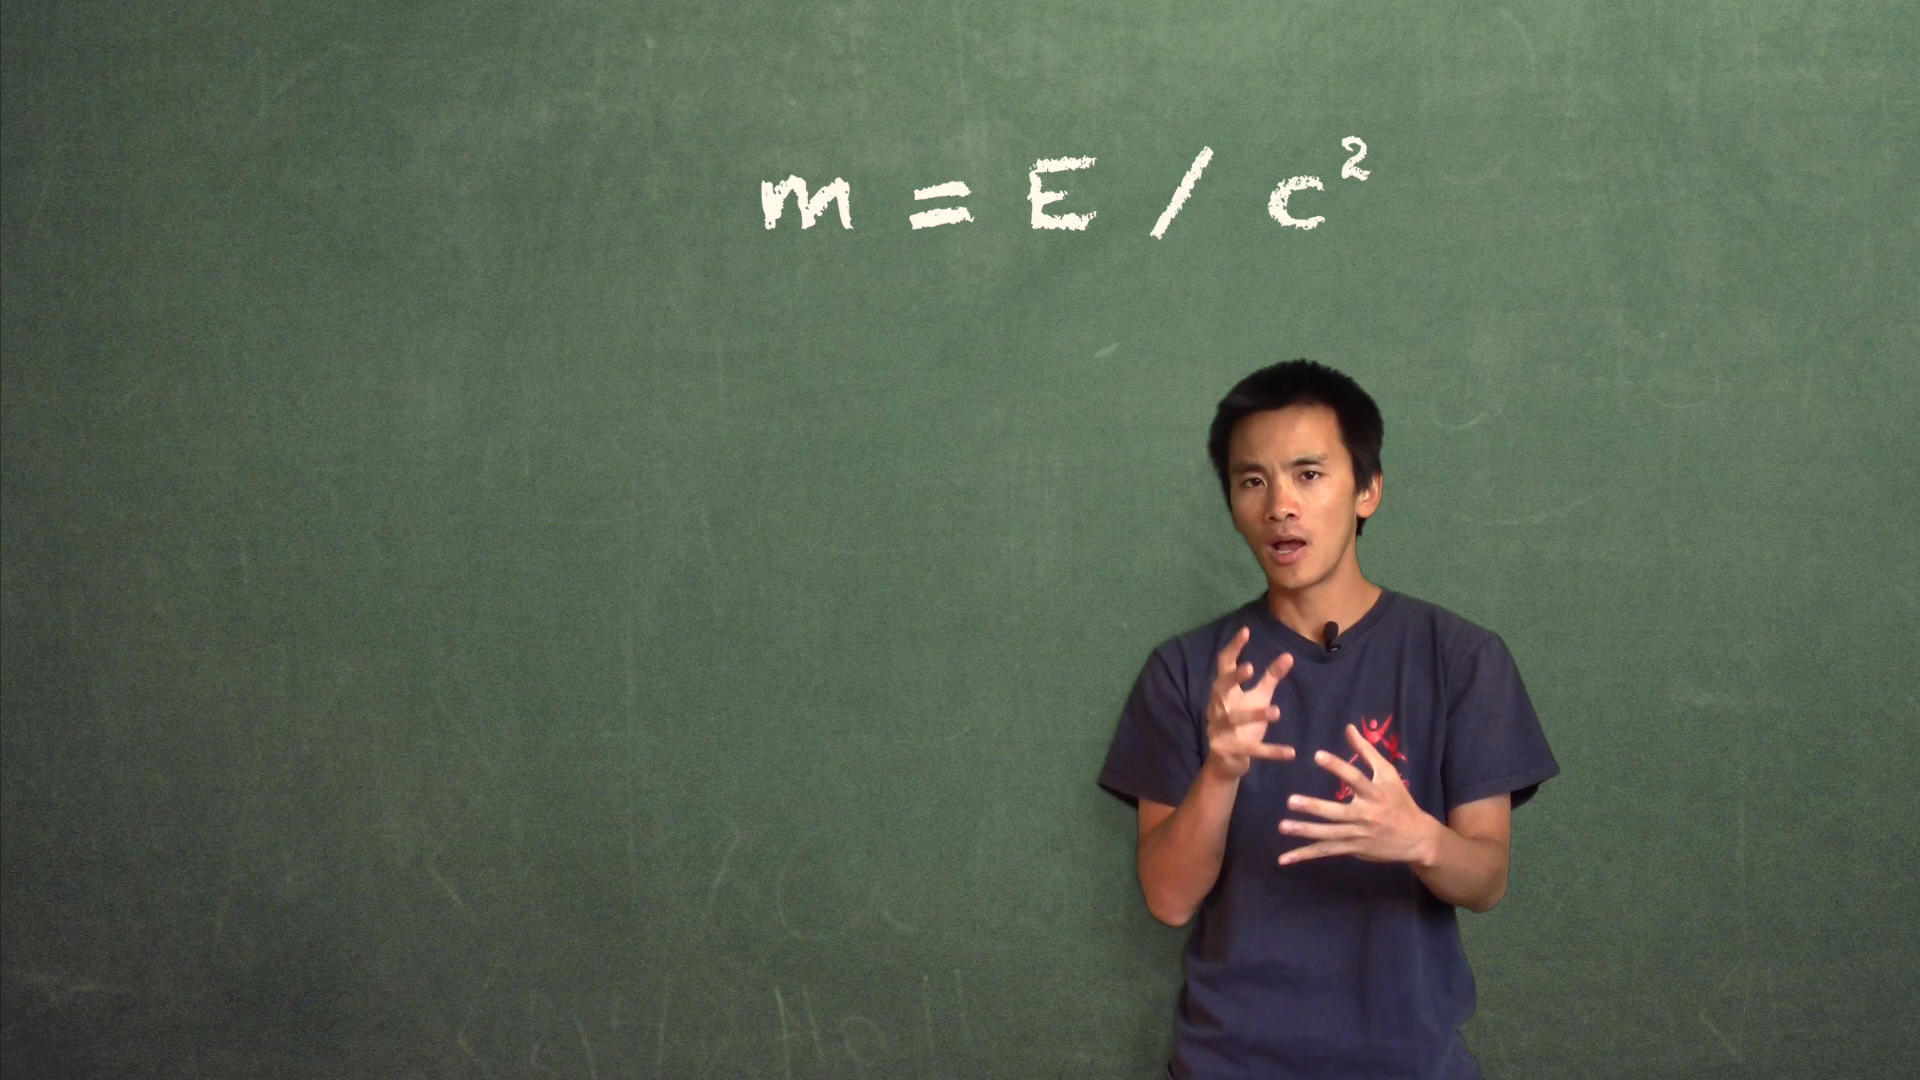 m = E / c²